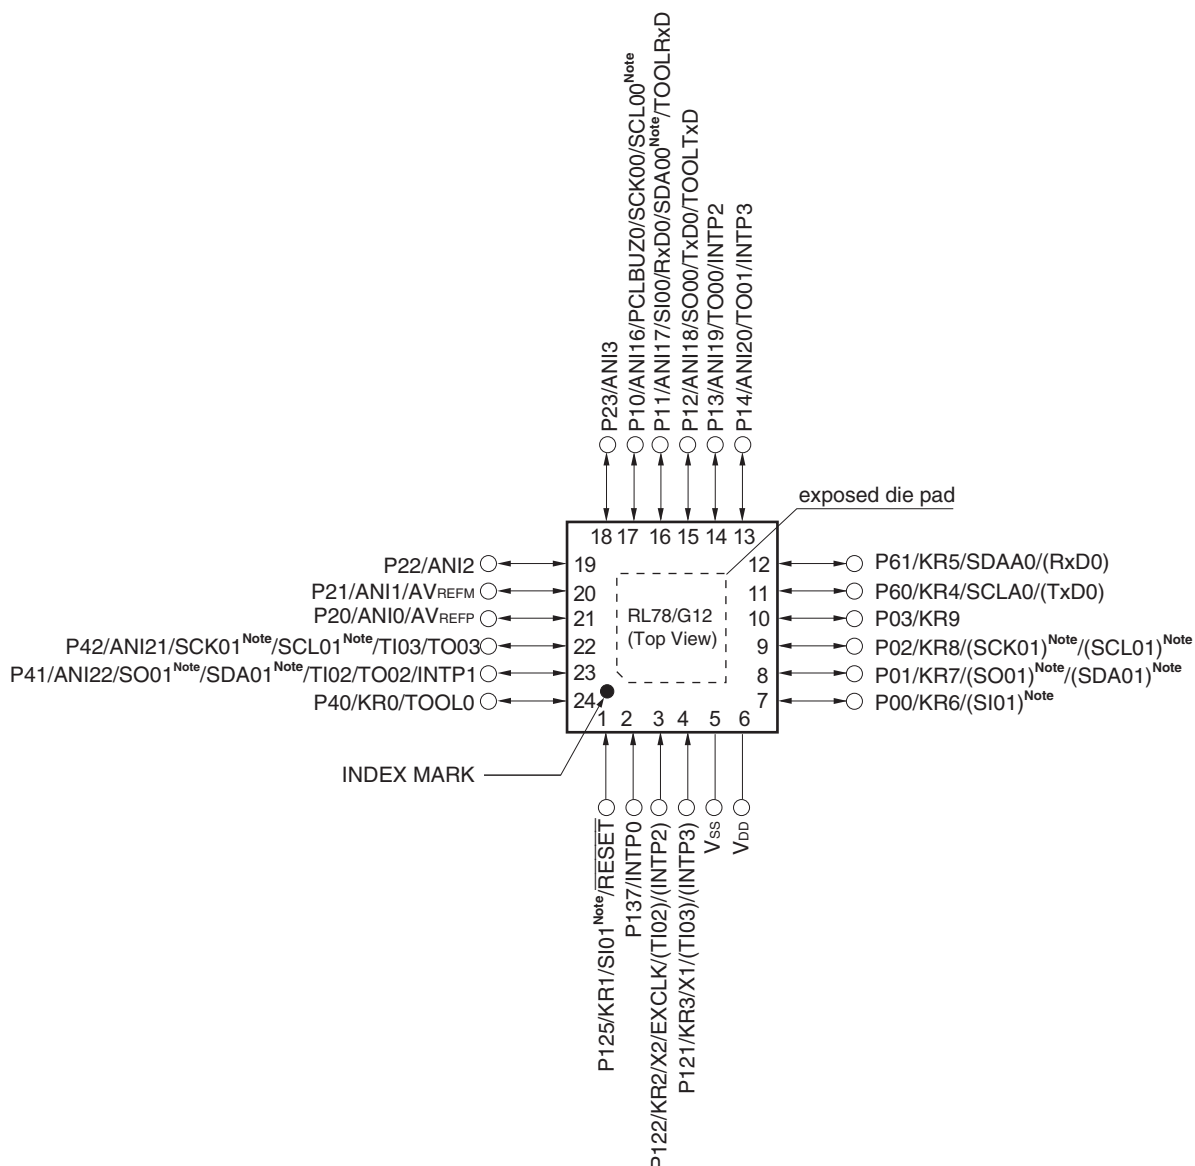 P23/ANI3
P10/ANI16/PCLBUZ0/SCK00/SCL00Note
P11/ANI17/SI00/RxD0/SDA00Note/TOOLRxD
P12/ANI18/SO00/TxD0/TOOLTxD
P13/ANI19/TO00/INTP2
P14/ANI20/TO01/INTP3
exposed die pad
18 17 16 15 14 13
P22/ANI2 19
P21/ANI1/AVREFM 20
P20/ANI0/AVREFP 21
P42/ANI21/SCK01Note/SCL01Note/TI03/TO03 22
P41/ANI22/SO01Note/SDA01Note/TI02/TO02/INTP1 23
P40/KR0/TOOL0 24
RL78/G12
(Top View)
12 P61/KR5/SDAA0/(RxD0)
11 P60/KR4/SCLA0/(TxD0)
10 P03/KR9
9 P02/KR8/(SCK01)Note/(SCL01)Note
8 P01/KR7/(SO01)Note/(SDA01)Note
7 P00/KR6/(SI01)Note
1 2 3 4 5 6
INDEX MARK
P125/KR1/SI01Note/RESET
P137/INTP0
P122/KR2/X2/EXCLK/(TI02)/(INTP2)
P121/KR3/X1/(TI03)/(INTP3)
VSS
VDD